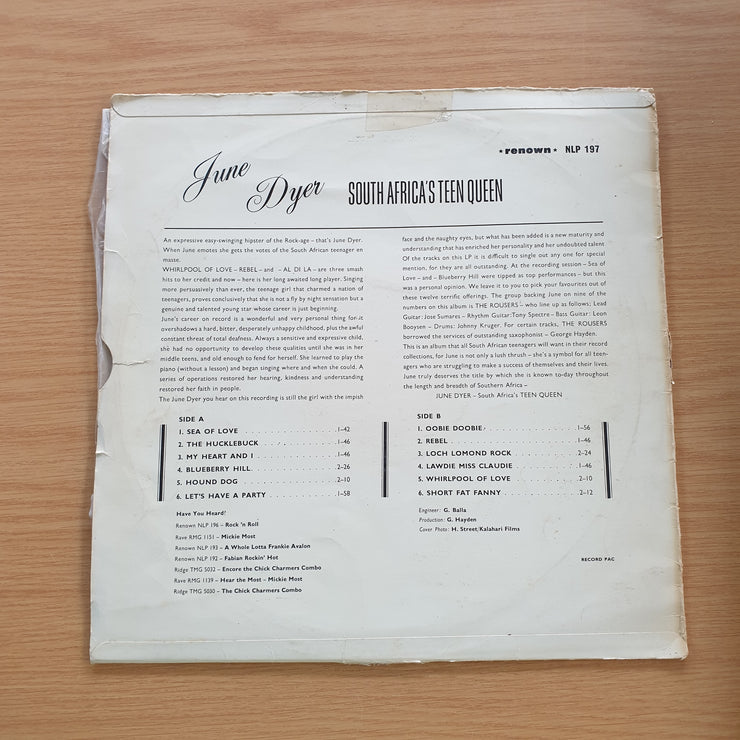 *renown* NLP 197
June Dyer SOUTH AFRICA'S TEEN QUEEN
An expressive easy-swinging hipster of the Rock-age – that's June Dyer.
When June emotes she gets the votes of the South African teenager en
masse.
WHIRLPOOL OF LOVE – REBEL – and – AL DI LA – are three smash
hits to her credit and now – here is her long awaited long player. Singing
more persuasively than ever, the teenage girl that charmed a nation of
teenagers, proves conclusively that she is not a fly by night sensation but a
genuine and talented young star whose career is just beginning.
June's career on record is a wonderful and very personal thing for-it
overshadows a hard, bitter, desperately unhappy childhood, plus the awful
constant threat of total deafness. Always a sensitive and expressive child,
she had no opportunity to develop these qualities until she was in her
middle teens, and old enough to fend for herself. She learned to play the
piano (without a lesson) and began singing where and when she could. A
series of operations restored her hearing, kindness and understanding
restored her faith in people.
The June Dyer you hear on this recording is still the girl with the impish
face and the naughty eyes, but what has been added is a new maturity and
understanding that has enriched her personality and her undoubted talent
Of the tracks on this LP it is difficult to single out any one for special
mention, for they are all outstanding. At the recording session – Sea of
Love – and – Blueberry Hill were tipped as top performances – but this
was a personal opinion. We leave it to you to pick your favourites out of
these twelve terrific offerings. The group backing June on nine of the
numbers on this album is THE ROUSERS – who line up as follows: Lead
Guitar: Jose Sumares – Rhythm Guitar: Tony Spectre – Bass Guitar: Leon
Booysen – Drums: Johnny Kruger. For certain tracks, THE ROUSERS
borrowed the services of outstanding saxophonist – George Hayden.
This is an album that all South African teenagers will want in their record
collections, for June is not only a lush thrush – she's a symbol for all teen-
agers who are struggling to make a success of themselves and their lives.
June truly deserves the title by which she is known to-day throughout
the length and breadth of Southern Africa –
JUNE DYER – South Africa's TEEN QUEEN
SIDE A
1. SEA OF LOVE . . . . . . . . . . . . . 1–42
2. THE HUCKLEBUCK . . . . . . . . . . . 1–46
3. MY HEART AND I . . . . . . . . . . . . 1–46
4. BLUEBERRY HILL. . . . . . . . . . . . 2–26
5. HOUND DOG . . . . . . . . . . . . . . 2–10
6. LET'S HAVE A PARTY . . . . . . . . . . 1–58
SIDE B
1. OOBIE DOOBIE . . . . . . . . . . . . . 1–56
2. REBEL . . . . . . . . . . . . . . . . 1–46
3. LOCH LOMOND ROCK . . . . . . . . . . 2–24
4. LAWDIE MISS CLAUDIE . . . . . . . . . 1–46
5. WHIRLPOOL OF LOVE . . . . . . . . . . 2–10
6. SHORT FAT FANNY . . . . . . . . . . . 2–12
Have You Heard?
Renown NLP 196 – Rock 'n Roll
Rave RMG 1151 – Mickie Most
Renown NLP 193 – A Whole Lotta Frankie Avalon
Renown NLP 192 – Fabian Rockin' Hot
Ridge TMG 5032 – Encore the Chick Charmers Combo
Rave RMG 1139 – Hear the Most – Mickie Most
Ridge TMG 5030 – The Chick Charmers Combo
Engineer: G. Balla
Production: G. Hayden
Cover Photo: H. Street/Kalahari Films
RECORD PAC